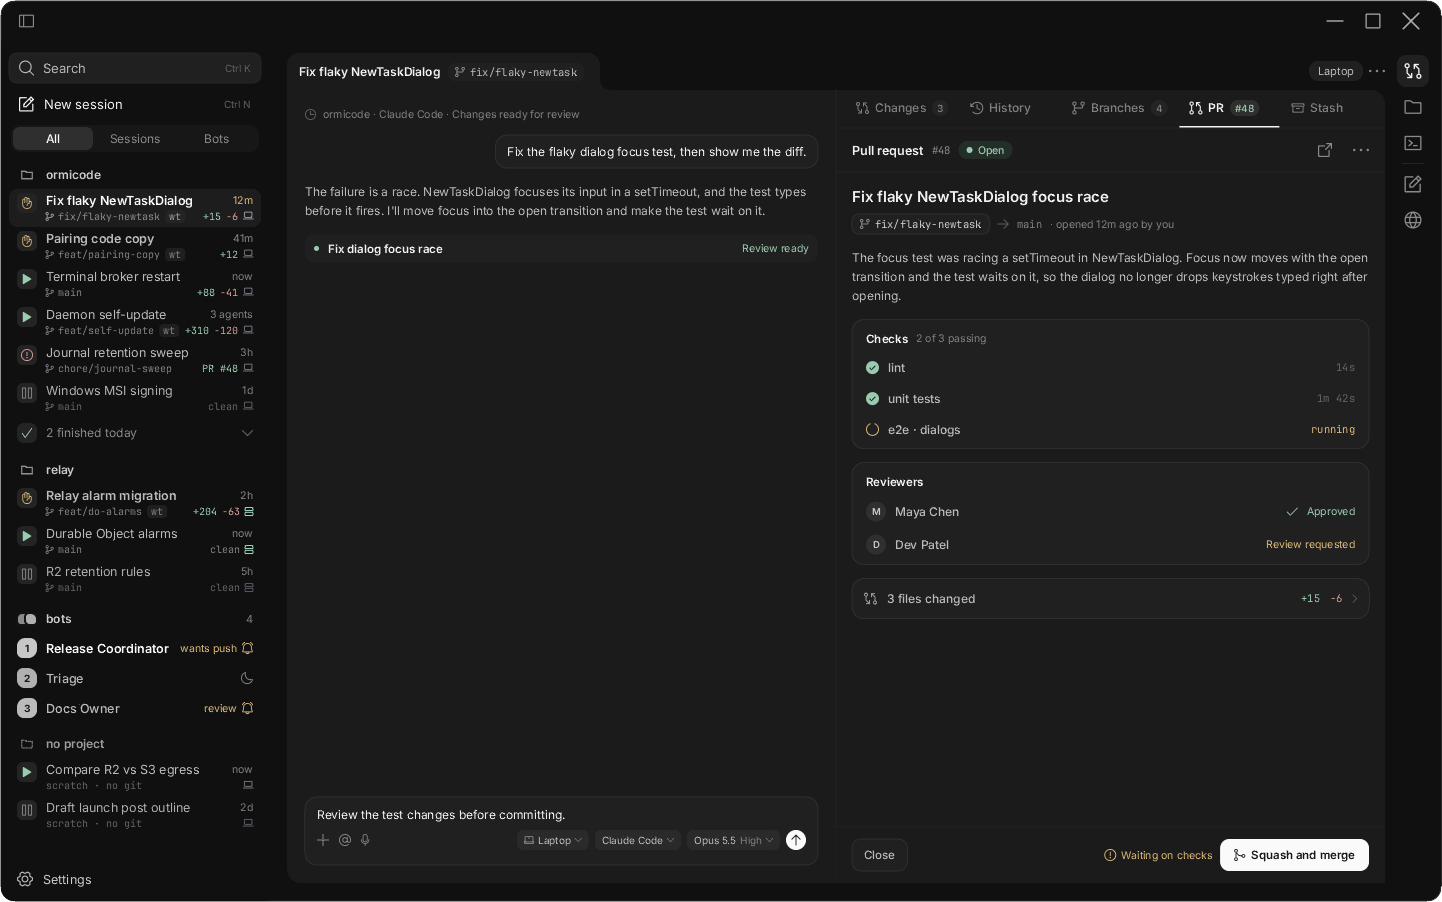 Search Ctrl K
New session Ctrl N
All Sessions Bots
ormicode
Fix flaky NewTaskDialog 12m
fix/flaky-newtask wt +15 -6
Pairing code copy 41m
feat/pairing-copy wt +12
Terminal broker restart now
main +88 -41
Daemon self-update 3 agents
feat/self-update wt +310 -120
Journal retention sweep 3h
chore/journal-sweep PR #48
Windows MSI signing 1d
main clean
2 finished today
relay
Relay alarm migration 2h
feat/do-alarms wt +204 -63
Durable Object alarms now
main clean
R2 retention rules 5h
main clean
bots 4
1 Release Coordinator wants push
2 Triage
3 Docs Owner review
no project
Compare R2 vs S3 egress now
scratch · no git
Draft launch post outline 2d
scratch · no git
Settings
Fix flaky NewTaskDialog fix/flaky-newtask
Laptop
ormicode · Claude Code · Changes ready for review
Fix the flaky dialog focus test, then show me the diff.
The failure is a race. NewTaskDialog focuses its input in a setTimeout, and the test types
before it fires. I'll move focus into the open transition and make the test wait on it.
Fix dialog focus race Review ready
Review the test changes before committing.
Laptop Claude Code Opus 5.5 High
Changes 3 History Branches 4 PR #48 Stash
Pull request #48 Open
Fix flaky NewTaskDialog focus race
fix/flaky-newtask main · opened 12m ago by you
The focus test was racing a setTimeout in NewTaskDialog. Focus now moves with the open
transition and the test waits on it, so the dialog no longer drops keystrokes typed right after
opening.
Checks 2 of 3 passing
lint 14s
unit tests 1m 42s
e2e · dialogs running
Reviewers
M Maya Chen Approved
D Dev Patel Review requested
3 files changed +15 -6
Close Waiting on checks Squash and merge